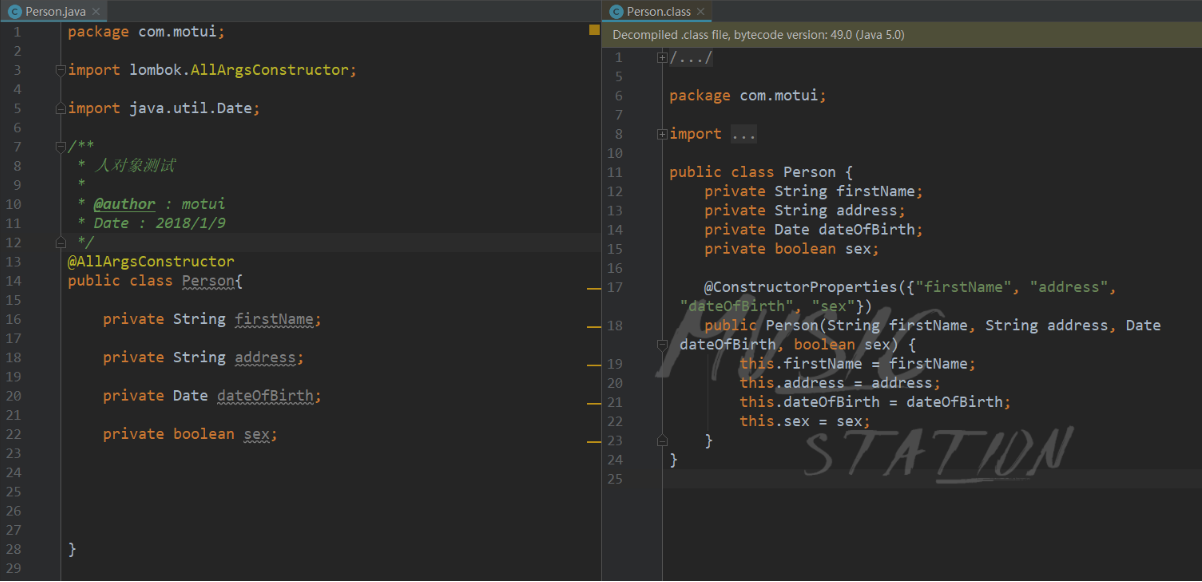 Person.java
1 package com.motui;
2
3 import lombok.AllArgsConstructor;
4
5 import java.util.Date;
6
7 /**
8 * 人对象测试
9 *
10 * @author : motui
11 * Date : 2018/1/9
12 */
13 @AllArgsConstructor
14 public class Person{
15
16 private String firstName;
17
18 private String address;
19
20 private Date dateOfBirth;
21
22 private boolean sex;
23
24
25
26
27
28 }
29
Person.class
Decompiled .class file, bytecode version: 49.0 (Java 5.0)
1 /.../
5
6 package com.motui;
7
8 import ...
10
11 public class Person {
12 private String firstName;
13 private String address;
14 private Date dateOfBirth;
15 private boolean sex;
16
17 @ConstructorProperties({"firstName", "address",
"dateOfBirth", "sex"})
18 public Person(String firstName, String address, Date
dateOfBirth, boolean sex) {
19 this.firstName = firstName;
20 this.address = address;
21 this.dateOfBirth = dateOfBirth;
22 this.sex = sex;
23 }
24 }
25
MUSIC
STATION